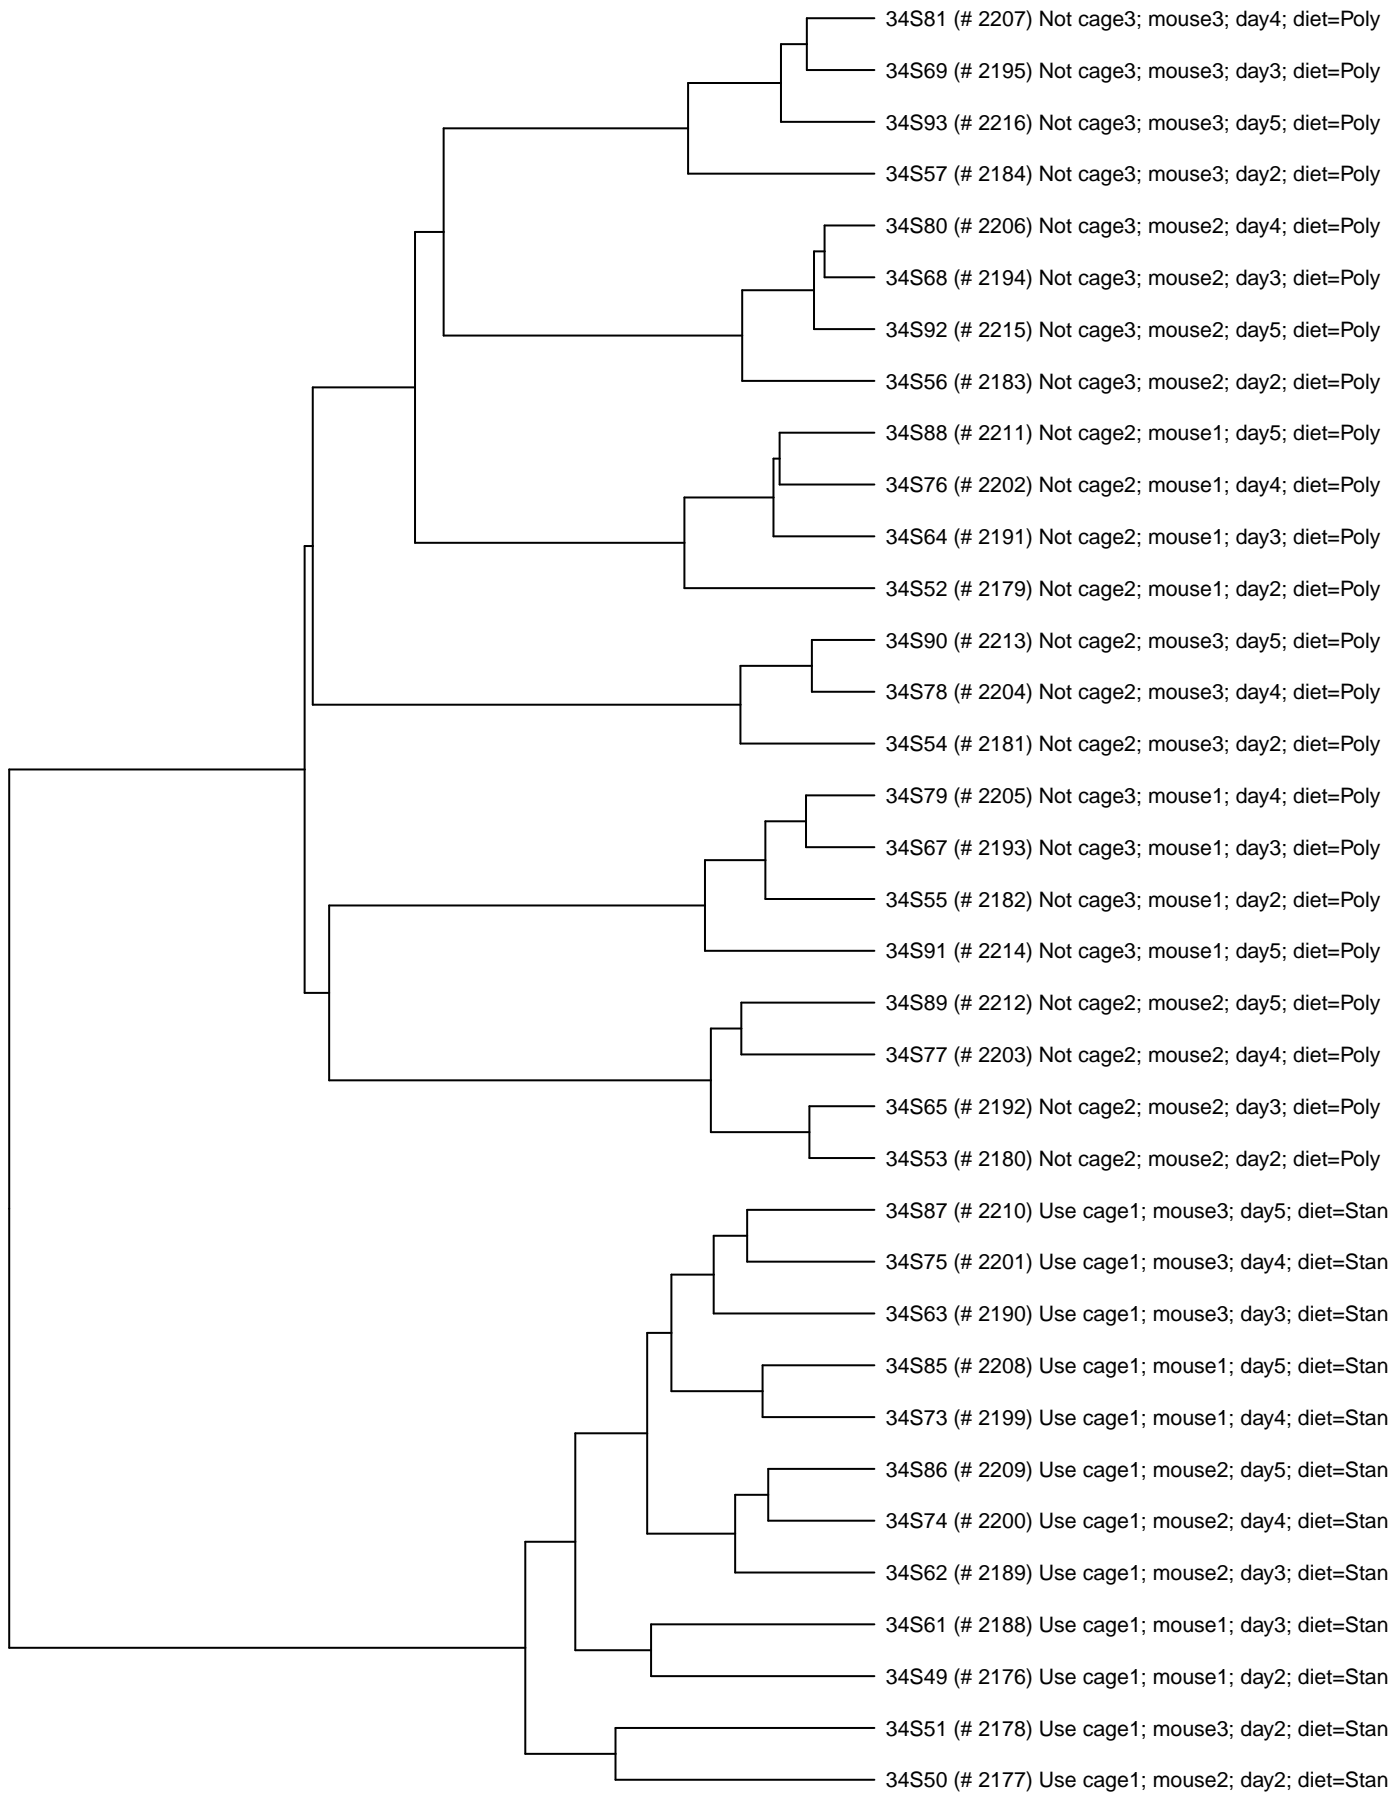 34S81 (# 2207) Not cage3; mouse3; day4; diet=Poly
34S69 (# 2195) Not cage3; mouse3; day3; diet=Poly
34S93 (# 2216) Not cage3; mouse3; day5; diet=Poly
34S57 (# 2184) Not cage3; mouse3; day2; diet=Poly
34S80 (# 2206) Not cage3; mouse2; day4; diet=Poly
34S68 (# 2194) Not cage3; mouse2; day3; diet=Poly
34S92 (# 2215) Not cage3; mouse2; day5; diet=Poly
34S56 (# 2183) Not cage3; mouse2; day2; diet=Poly
34S88 (# 2211) Not cage2; mouse1; day5; diet=Poly
34S76 (# 2202) Not cage2; mouse1; day4; diet=Poly
34S64 (# 2191) Not cage2; mouse1; day3; diet=Poly
34S52 (# 2179) Not cage2; mouse1; day2; diet=Poly
34S90 (# 2213) Not cage2; mouse3; day5; diet=Poly
34S78 (# 2204) Not cage2; mouse3; day4; diet=Poly
34S54 (# 2181) Not cage2; mouse3; day2; diet=Poly
34S79 (# 2205) Not cage3; mouse1; day4; diet=Poly
34S67 (# 2193) Not cage3; mouse1; day3; diet=Poly
34S55 (# 2182) Not cage3; mouse1; day2; diet=Poly
34S91 (# 2214) Not cage3; mouse1; day5; diet=Poly
34S89 (# 2212) Not cage2; mouse2; day5; diet=Poly
34S77 (# 2203) Not cage2; mouse2; day4; diet=Poly
34S65 (# 2192) Not cage2; mouse2; day3; diet=Poly
34S53 (# 2180) Not cage2; mouse2; day2; diet=Poly
34S87 (# 2210) Use cage1; mouse3; day5; diet=Stan
34S75 (# 2201) Use cage1; mouse3; day4; diet=Stan
34S63 (# 2190) Use cage1; mouse3; day3; diet=Stan
34S85 (# 2208) Use cage1; mouse1; day5; diet=Stan
34S73 (# 2199) Use cage1; mouse1; day4; diet=Stan
34S86 (# 2209) Use cage1; mouse2; day5; diet=Stan
34S74 (# 2200) Use cage1; mouse2; day4; diet=Stan
34S62 (# 2189) Use cage1; mouse2; day3; diet=Stan
34S61 (# 2188) Use cage1; mouse1; day3; diet=Stan
34S49 (# 2176) Use cage1; mouse1; day2; diet=Stan
34S51 (# 2178) Use cage1; mouse3; day2; diet=Stan
34S50 (# 2177) Use cage1; mouse2; day2; diet=Stan